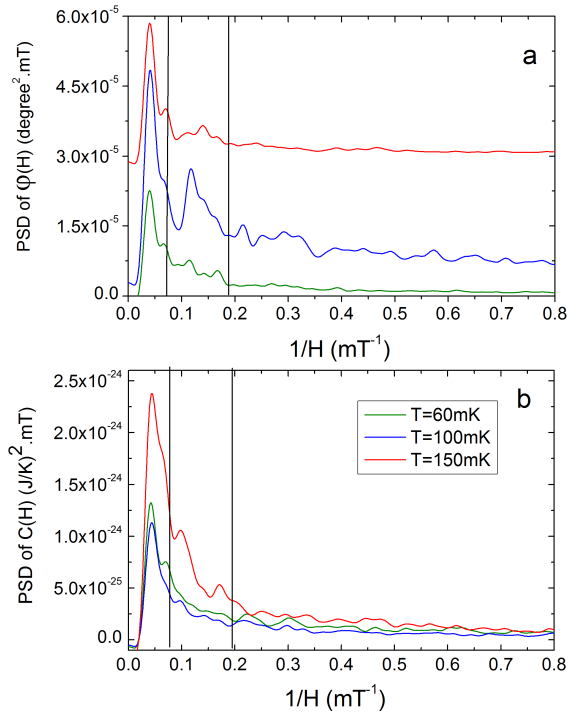 a
6.0x10-5
4.5x10-5
3.0x10-5
1.5x10-5
0.0
PSD of φ(H) (degree2.mT)
0.0 0.1 0.2 0.3 0.4 0.5 0.6 0.7 0.8
1/H (mT-1)
b
2.5x10-24
2.0x10-24
1.5x10-24
1.0x10-24
5.0x10-25
0.0
PSD of C(H) (J/K)2.mT)
T=60mK
T=100mK
T=150mK
0.0 0.1 0.2 0.3 0.4 0.5 0.6 0.7 0.8
1/H (mT-1)